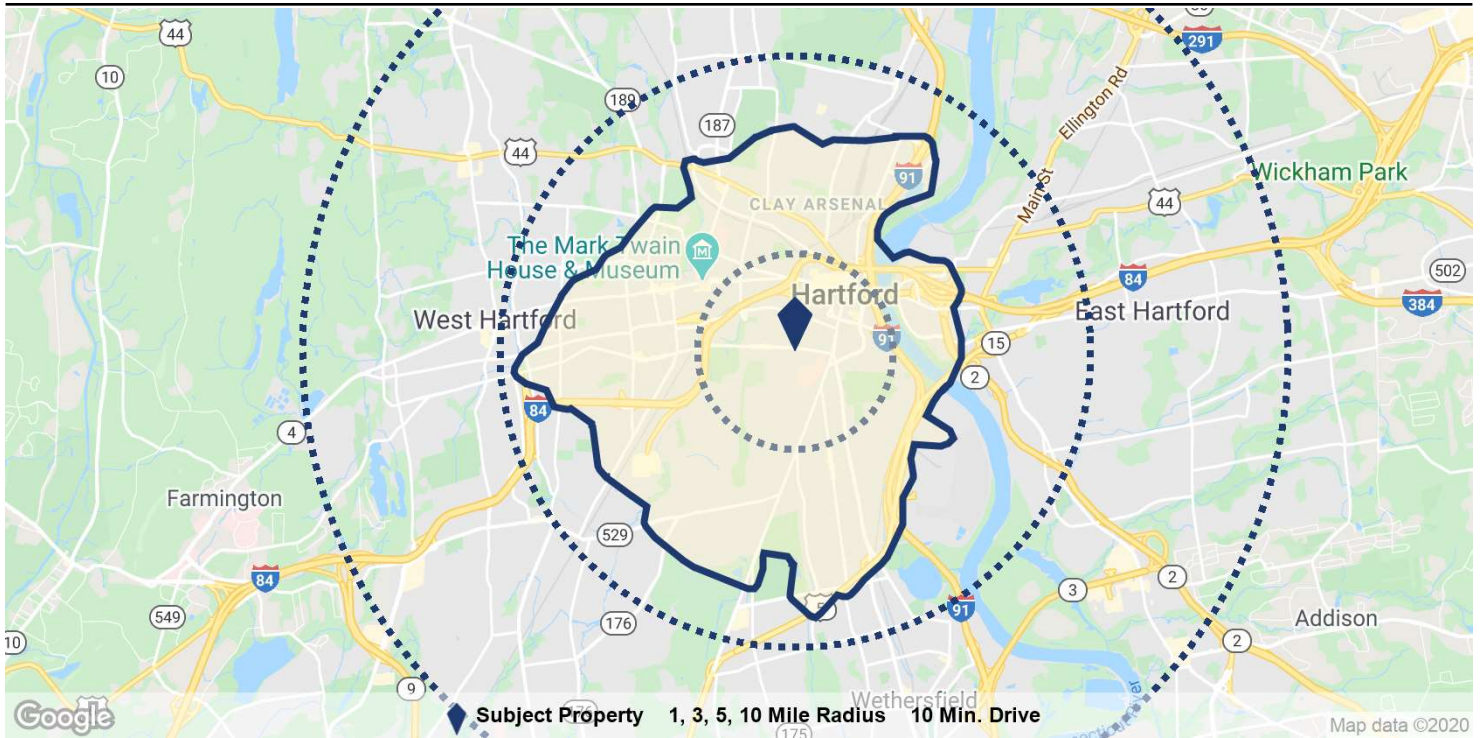 44
10
189
187
44
91
291
Ellington Rd
Main St
Wickham Park
44
CLAY ARSENAL
The Mark Twain
House & Museum
Hartford
84
502
384
West Hartford
East Hartford
91
15
2
84
4
Farmington
529
84
549
10
176
5
91
3
2
Addison
2
9
Wethersfield
175
Google
Subject Property 1, 3, 5, 10 Mile Radius 10 Min. Drive
Map data ©2020